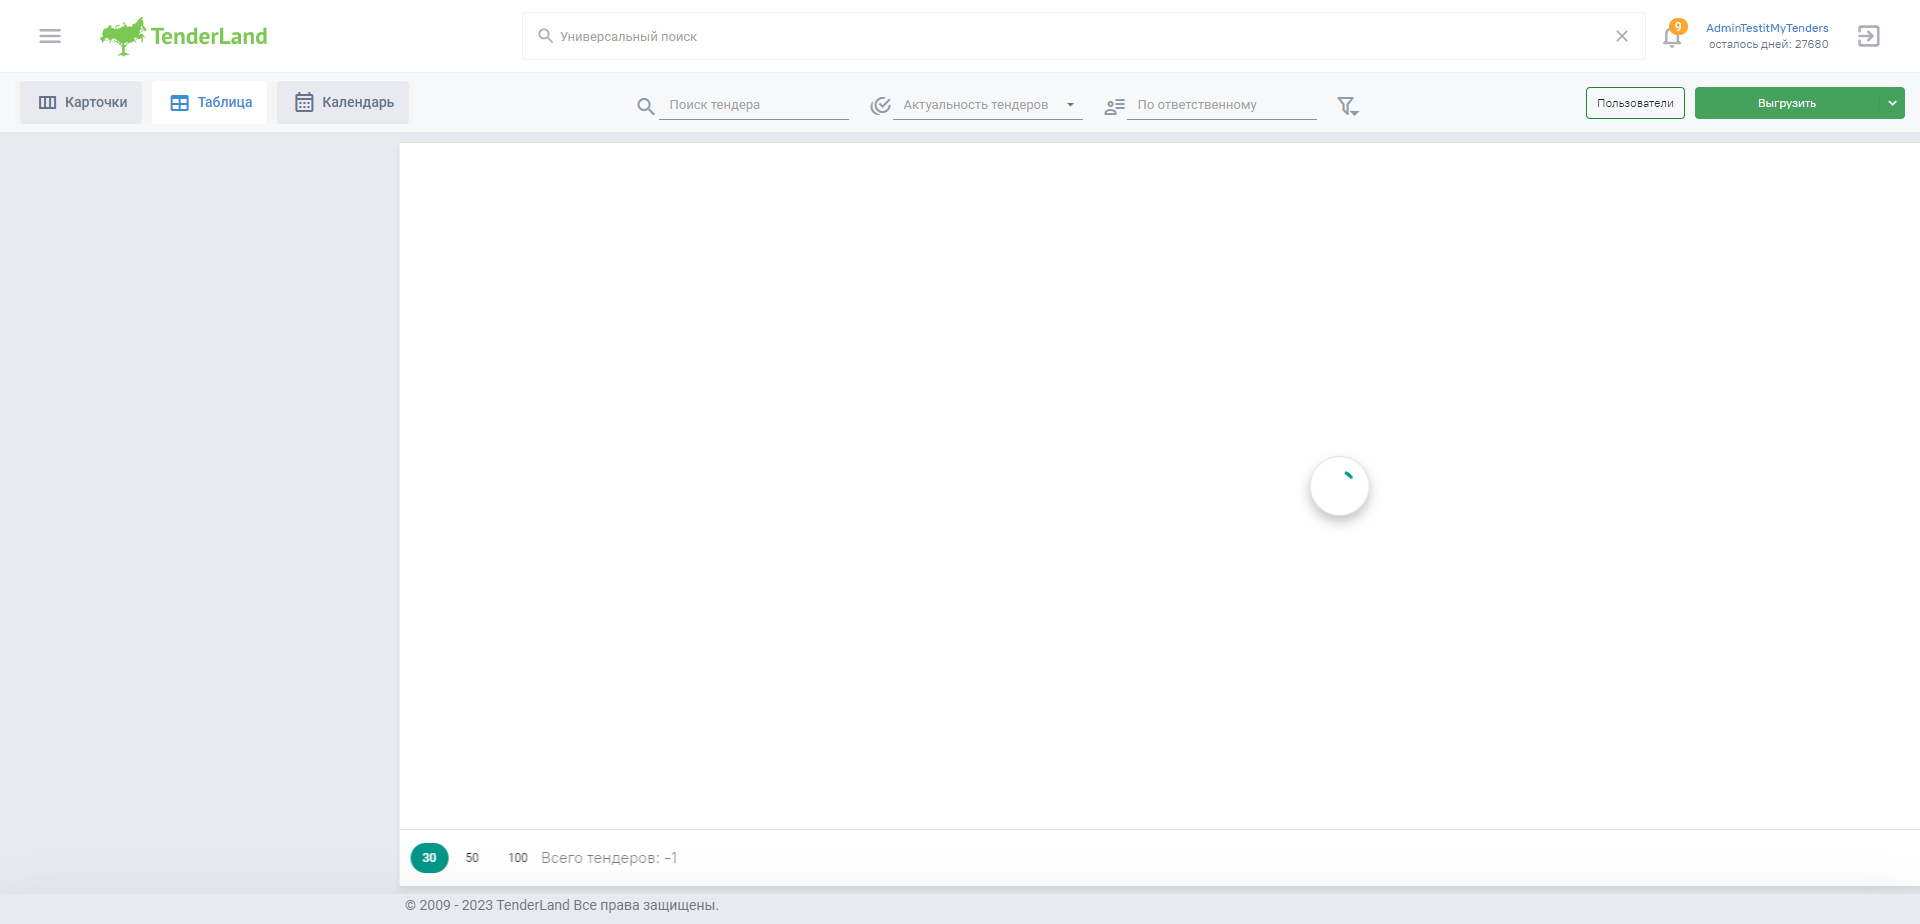 TenderLand
Универсальный поиск
9
AdminTestitMyTenders
осталось дней: 27680
Карточки
Таблица
Календарь
Поиск тендера
Актуальность тендеров
По ответственному
Пользователи
Выгрузить
30 50 100 Всего тендеров: -1
© 2009 - 2023 TenderLand Все права защищены.